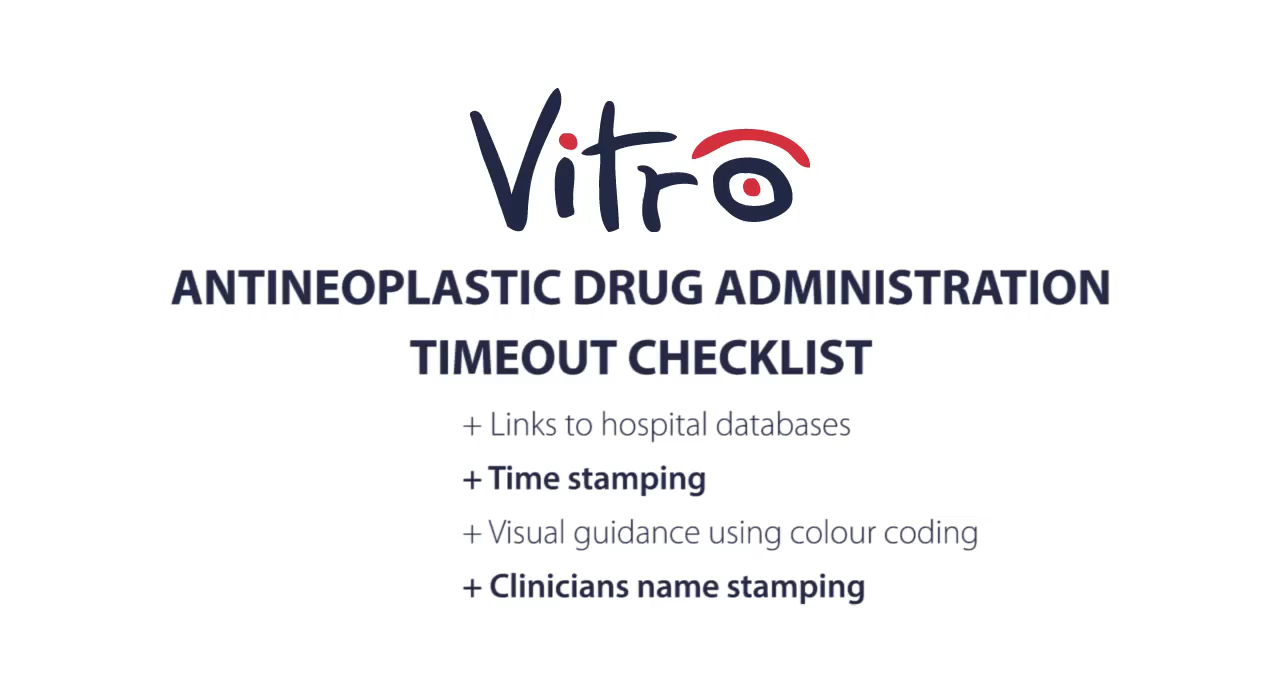 Vitro
ANTINEOPLASTIC DRUG ADMINISTRATION
TIMEOUT CHECKLIST
+ Links to hospital databases
+ Time stamping
+ Visual guidance using colour coding
+ Clinicians name stamping